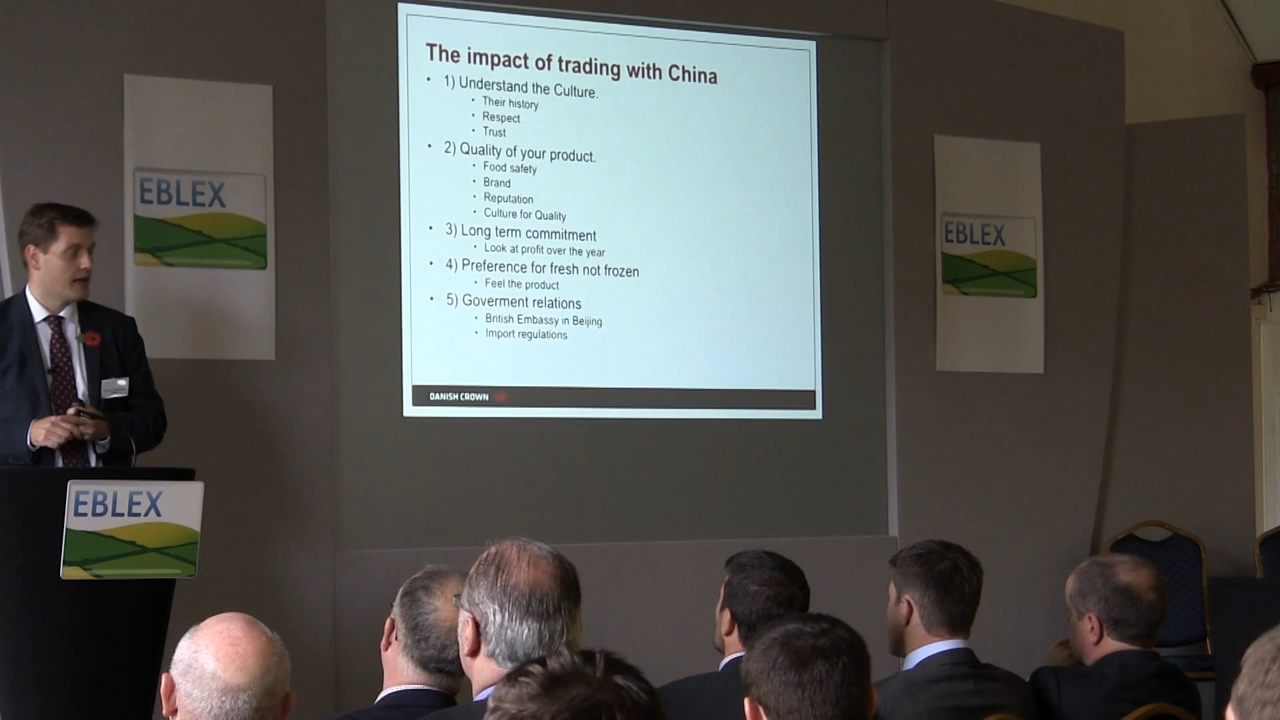 The impact of trading with China
• 1) Understand the Culture.
• Their history
• Respect
• Trust
• 2) Quality of your product.
• Food safety
• Brand
• Reputation
• Culture for Quality
• 3) Long term commitment
• Look at profit over the year
• 4) Preference for fresh not frozen
• Feel the product
• 5) Goverment relations
• British Embassy in Beijing
• Import regulations
DANISH CROWN
EBLEX
EBLEX
EBLEX